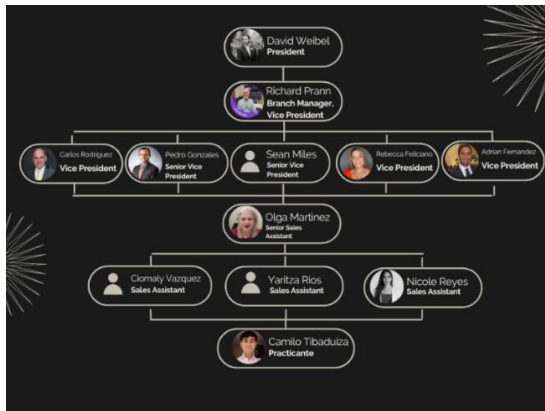 David Weibel
President
Richard Prann
Branch Manager,
Vice President
Carlos Rodriguez
Vice President
Pedro Gonzales
Senior Vice
President
Sean Miles
Senior Vice
President
Rebecca Feliciano
Vice President
Adrian Fernandez
Vice President
Olga Martinez
Senior Sales
Assistant
Ciomaly Vazquez
Sales Assistant
Yaritza Rios
Sales Assistant
Nicole Reyes
Sales Assistant
Camilo Tibaduiza
Practicante